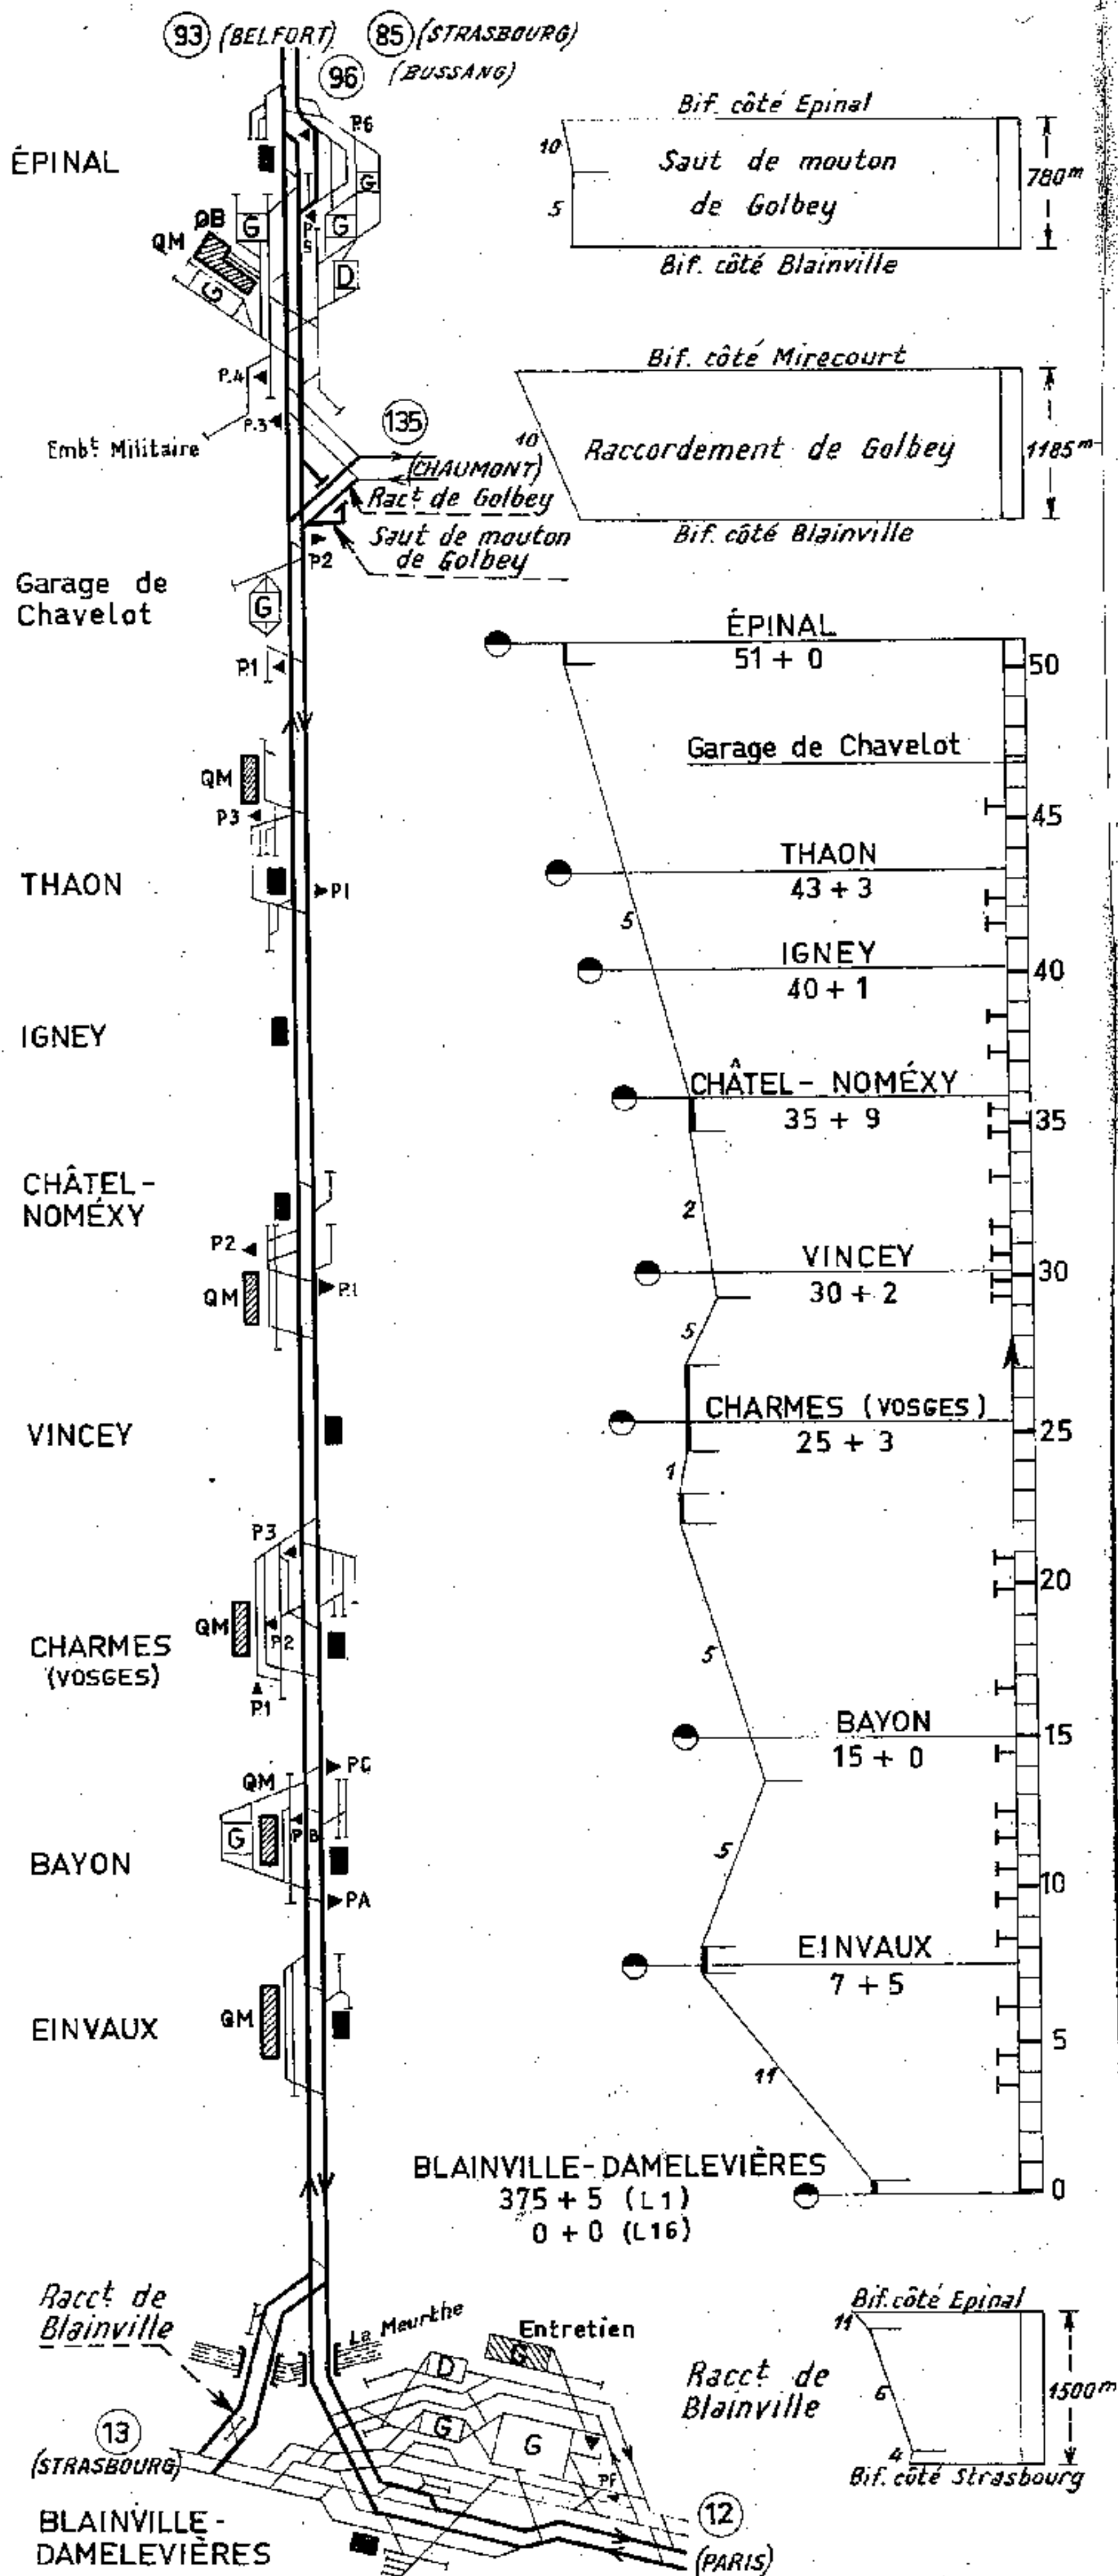 93 (BELFORT) 85 (STRASBOURG)
96 (BUSSANG)
ÉPINAL
P.6
G
G
G
QB
QM
G
D
P.4
P.3
Embt Militaire
135
(CHAUMONT)
Ract de Golbey
Saut de mouton
de Golbey
P2
Garage de
Chavelot
G
P.1
QM
P3
THAON
P1
IGNEY
CHÂTEL-
NOMÉXY
P2
QM
P.1
VINCEY
P3
QM
P2
CHARMES
(VOSGES)
P.1
PC
QM
G
PB
BAYON
PA
QM
EINVAUX
Racct de
Blainville
La Meurthe
Entretien
G
D
G
G
PF
13
(STRASBOURG)
12
(PARIS)
BLAINVILLE-
DAMELEVIÈRES
Bif. côté Epinal
10
Saut de mouton
de Golbey
780m
5
Bif. côté Blainville
Bif. côté Mirecourt
10
Raccordement de Golbey
1185m
Bif. côté Blainville
ÉPINAL
51 + 0
50
Garage de Chavelot
45
THAON
43 + 3
5
IGNEY
40 + 1
40
CHÂTEL-NOMÉXY
35 + 9
35
2
VINCEY
30 + 2
30
5
CHARMES (VOSGES)
25 + 3
25
1
20
5
BAYON
15 + 0
15
5
10
EINVAUX
7 + 5
5
11
BLAINVILLE-DAMELEVIÈRES
375 + 5 (L1)
0 + 0 (L16)
0
Bif. côté Epinal
11
Racct de
Blainville
6
1500m
4
Bif. côté Strasbourg